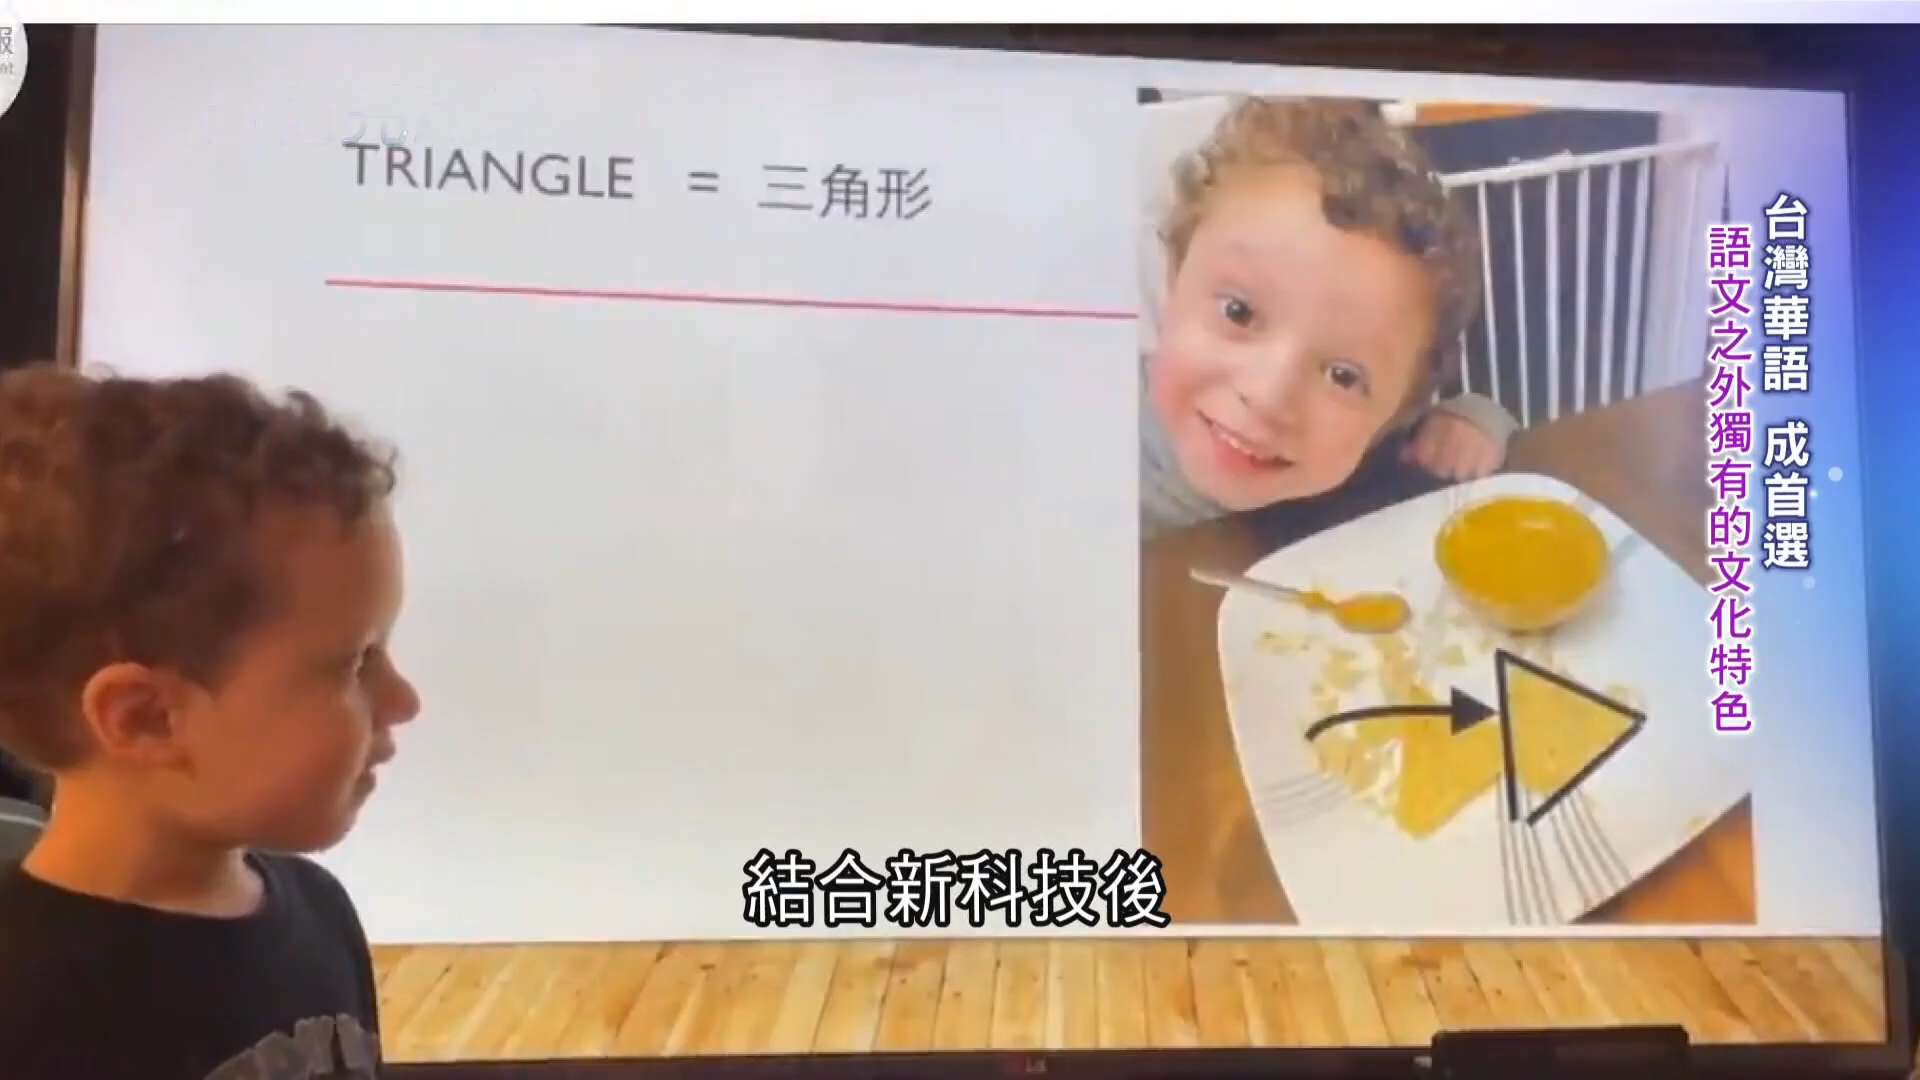 TRIANGLE = 三角形
台灣華語 成首選
語文之外獨有的文化特色
結合新科技後
LG